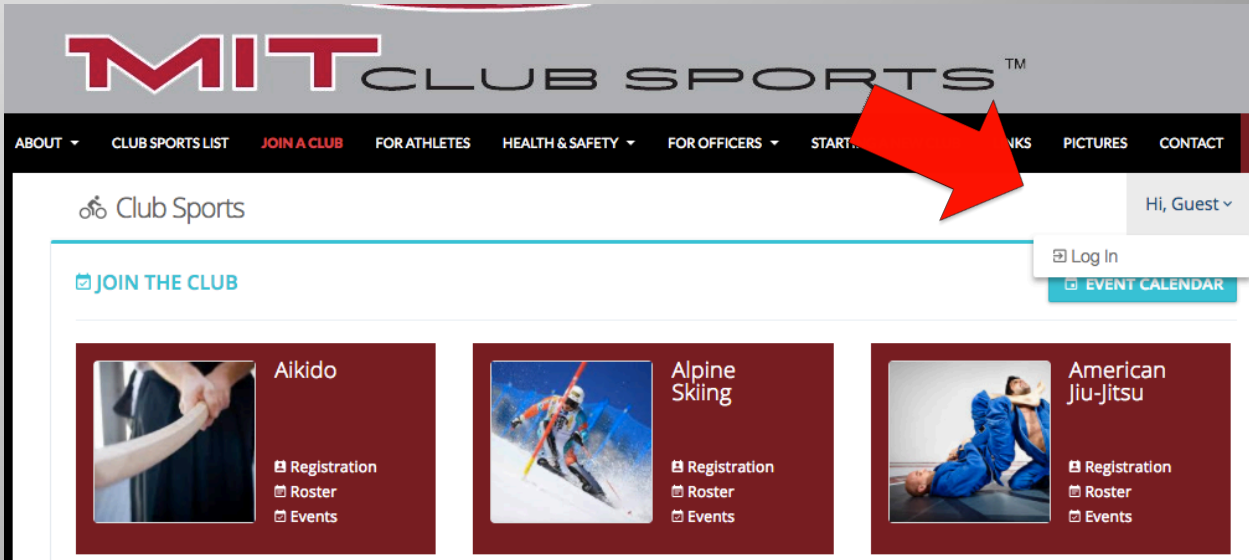 MIT CLUB SPORTS™
ABOUT CLUB SPORTS LIST JOIN A CLUB FOR ATHLETES HEALTH & SAFETY FOR OFFICERS PICTURES CONTACT
Club Sports
Hi, Guest
Log In
JOIN THE CLUB
EVENT CALENDAR
Aikido
Registration
Roster
Events
Alpine
Skiing
Registration
Roster
Events
American
Jiu-Jitsu
Registration
Roster
Events